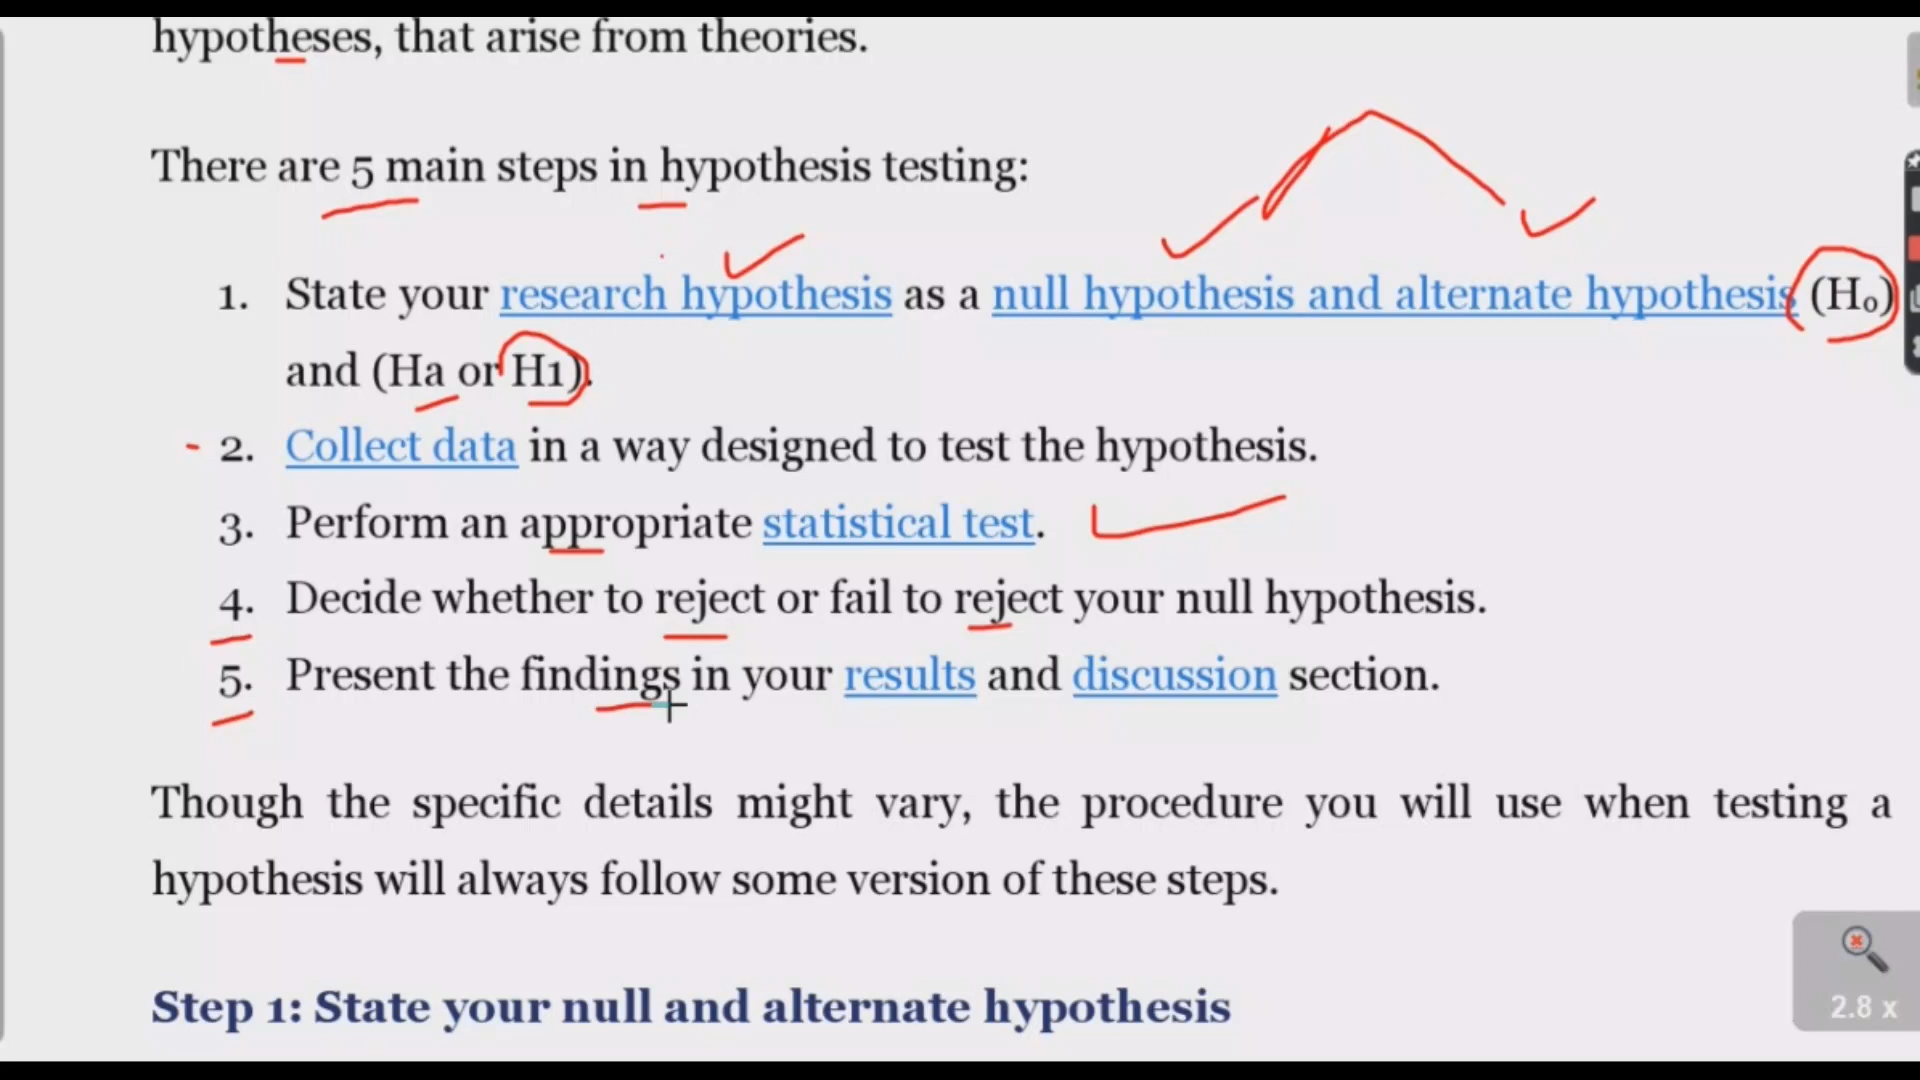 hypotheses, that arise from theories.
There are 5 main steps in hypothesis testing:
1. State your research hypothesis as a null hypothesis and alternate hypothesis (H₀)
and (Ha or H1).
2. Collect data in a way designed to test the hypothesis.
3. Perform an appropriate statistical test.
4. Decide whether to reject or fail to reject your null hypothesis.
5. Present the findings in your results and discussion section.
Though the specific details might vary, the procedure you will use when testing a
hypothesis will always follow some version of these steps.
Step 1: State your null and alternate hypothesis
2.8 x